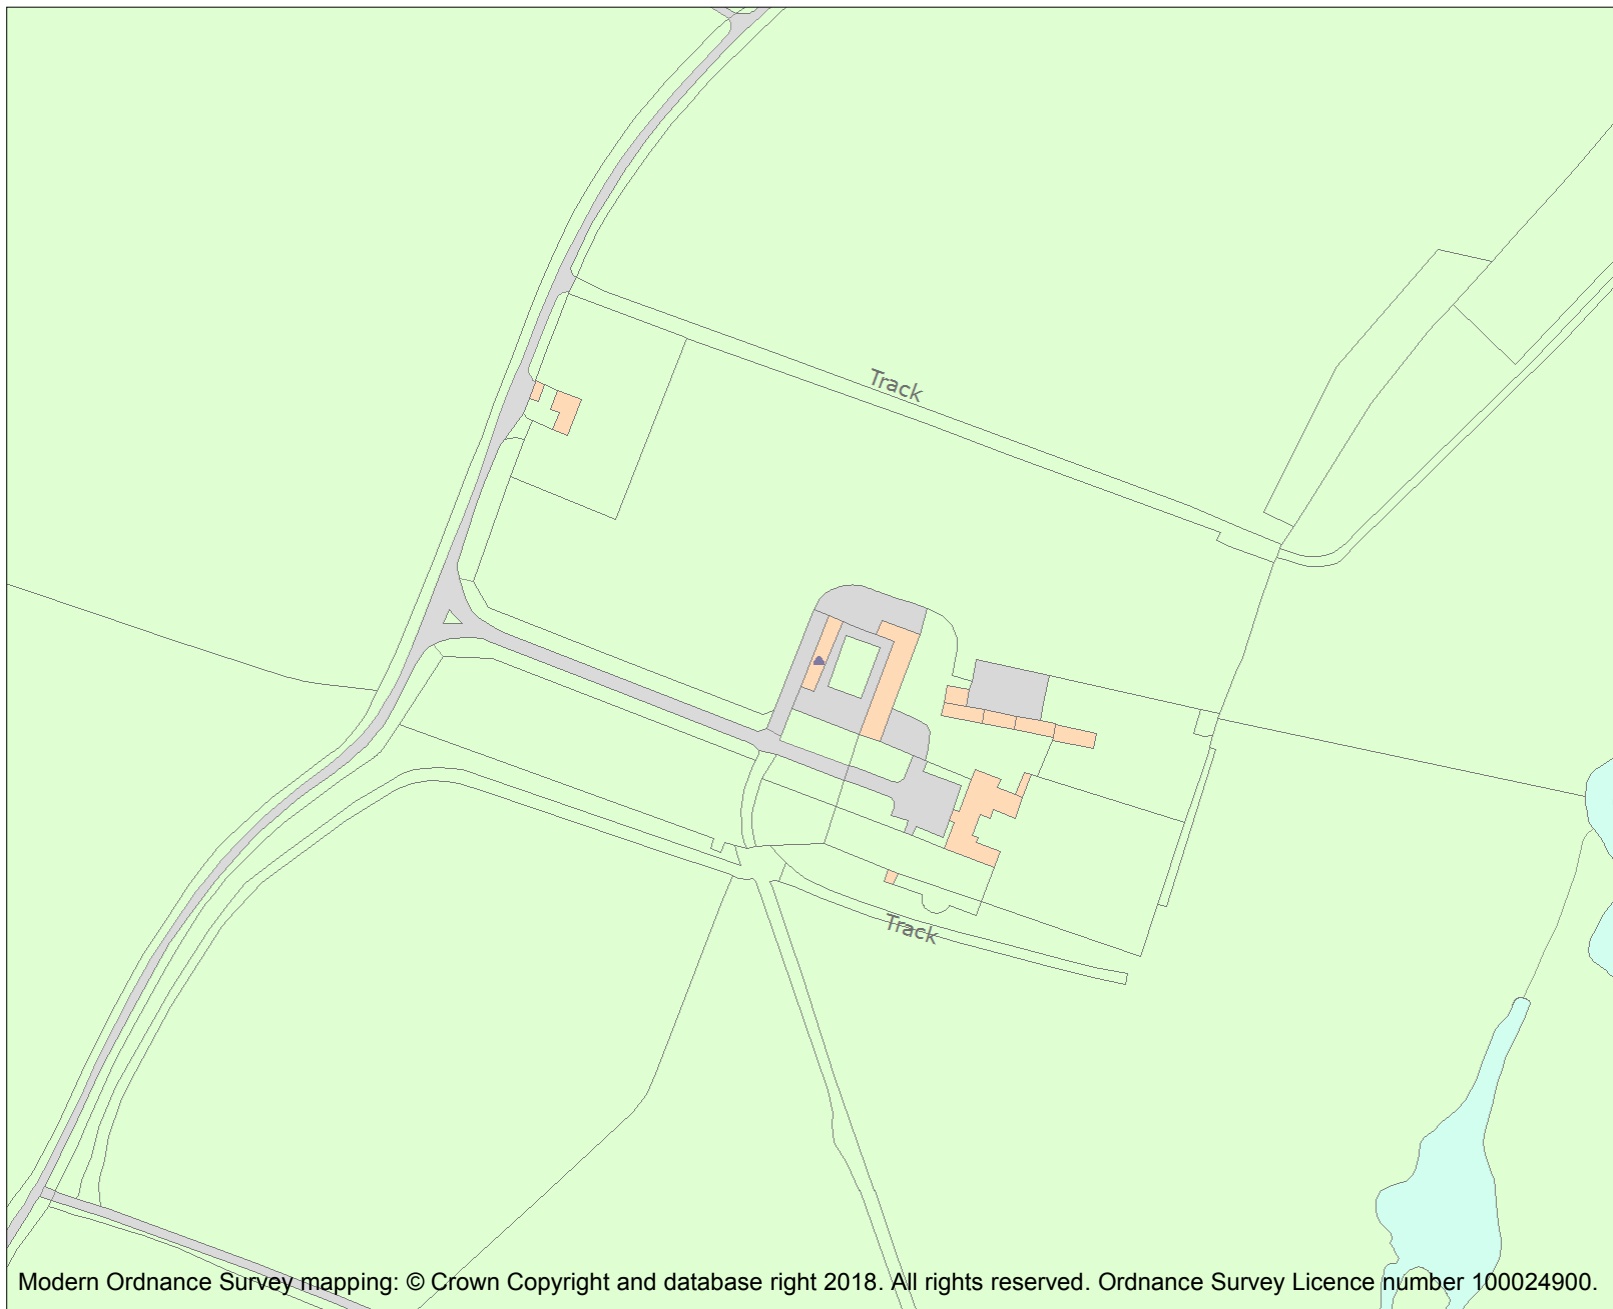 Track
Track
Modern Ordnance Survey mapping: © Crown Copyright and database right 2018. All rights reserved. Ordnance Survey Licence number 100024900.